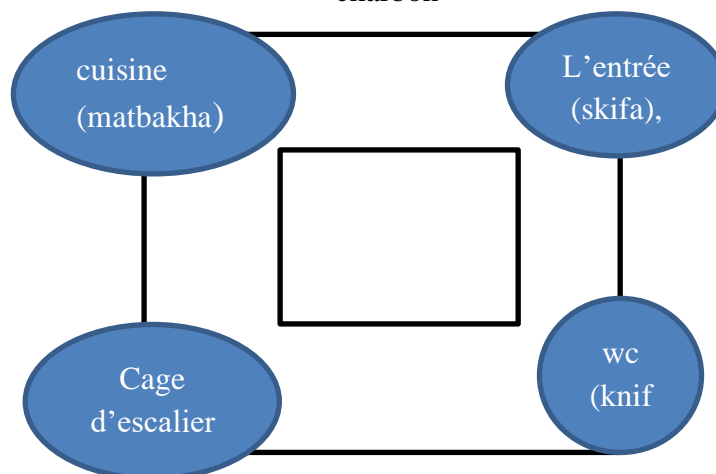 cuisine
(matbakha)
L’entrée
(skifa),
Cage
d’escalier
wc
(knif